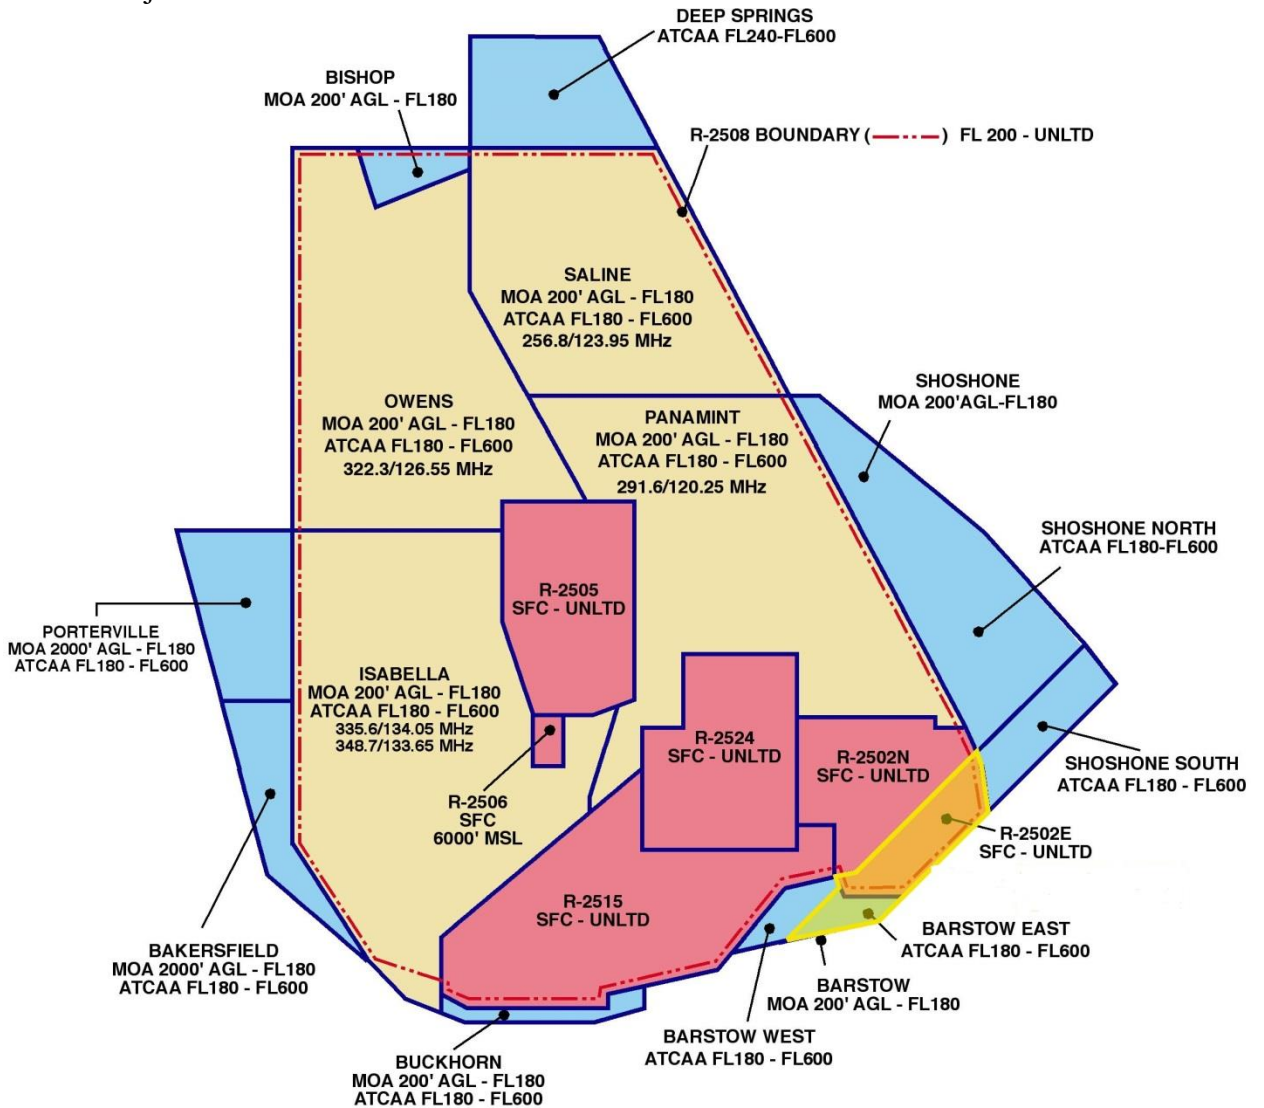 DEEP SPRINGS
ATCAA FL240-FL600
BISHOP
MOA 200' AGL - FL180
R-2508 BOUNDARY ( ) FL 200 - UNLTD
SALINE
MOA 200' AGL - FL180
ATCAA FL180 - FL600
256.8/123.95 MHz
SHOSHONE
MOA 200'AGL-FL180
OWENS
MOA 200' AGL - FL180
ATCAA FL180 - FL600
322.3/126.55 MHz
PANAMINT
MOA 200' AGL - FL180
ATCAA FL180 - FL600
291.6/120.25 MHz
SHOSHONE NORTH
ATCAA FL180-FL600
R-2505
SFC - UNLTD
PORTERVILLE
MOA 2000' AGL - FL180
ATCAA FL180 - FL600
ISABELLA
MOA 200' AGL - FL180
ATCAA FL180 - FL600
335.6/134.05 MHz
348.7/133.65 MHz
R-2524
SFC - UNLTD
R-2502N
SFC - UNLTD
SHOSHONE SOUTH
ATCAA FL180 - FL600
R-2506
SFC
6000' MSL
R-2502E
SFC - UNLTD
R-2515
SFC - UNLTD
BARSTOW EAST
ATCAA FL180 - FL600
BAKERSFIELD
MOA 2000' AGL - FL180
ATCAA FL180 - FL600
BARSTOW
MOA 200' AGL - FL180
BARSTOW WEST
ATCAA FL180 - FL600
BUCKHORN
MOA 200' AGL - FL180
ATCAA FL180 - FL600